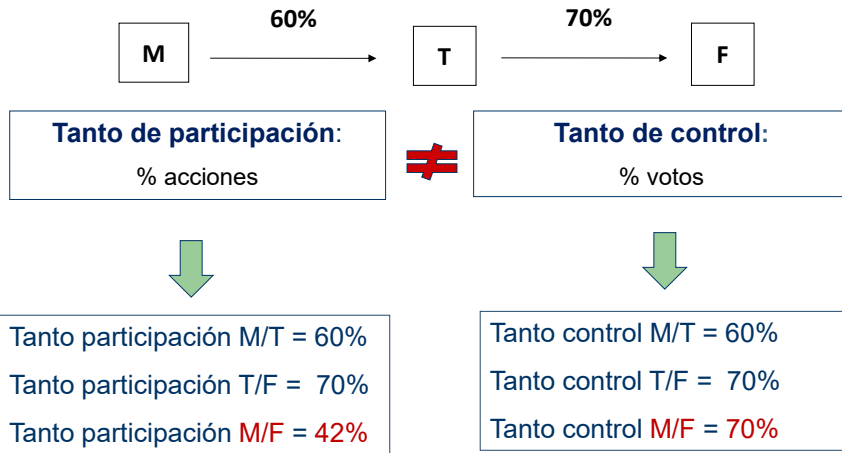 60%
70%
M
T
F
Tanto de participación:
% acciones
≠
Tanto de control:
% votos
Tanto participación M/T = 60%
Tanto participación T/F = 70%
Tanto participación M/F = 42%
Tanto control M/T = 60%
Tanto control T/F = 70%
Tanto control M/F = 70%